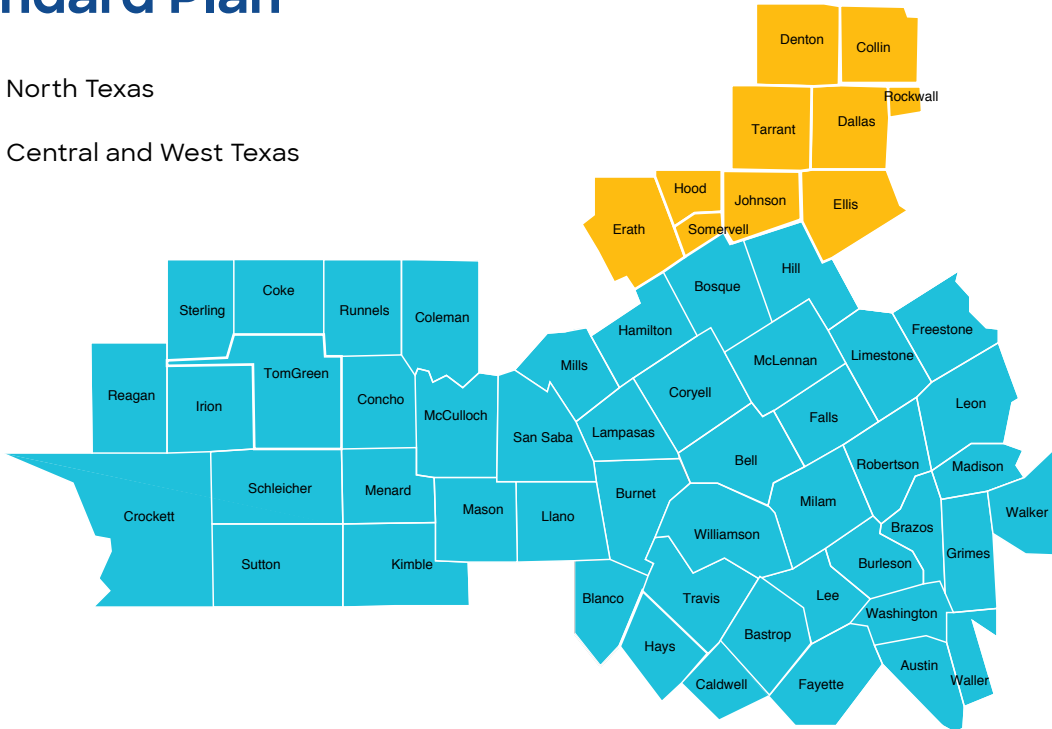 ndard Plan
North Texas
Central and West Texas
Denton
Collin
Rockwall
Tarrant
Dallas
Hood
Johnson
Ellis
Erath
Somervell
Hill
Bosque
Sterling
Coke
Runnels
Coleman
Hamilton
Freestone
Mills
McLennan
Limestone
Reagan
Irion
TomGreen
Concho
McCulloch
Coryell
Leon
San Saba
Lampasas
Falls
Bell
Robertson
Madison
Crockett
Schleicher
Menard
Mason
Llano
Burnet
Milam
Williamson
Brazos
Walker
Grimes
Sutton
Kimble
Burleson
Blanco
Travis
Lee
Washington
Hays
Bastrop
Caldwell
Fayette
Austin
Waller